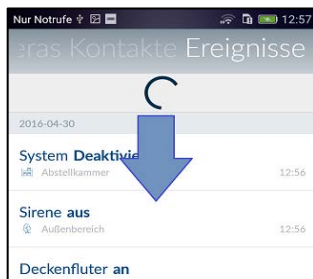 Nur Notrufe 12:57
eras Kontakte Ereignisse
2016-04-30
System Deaktivie
Abstellkammer 12:56
Sirene aus
Außenbereich 12:56
Deckenfluter an